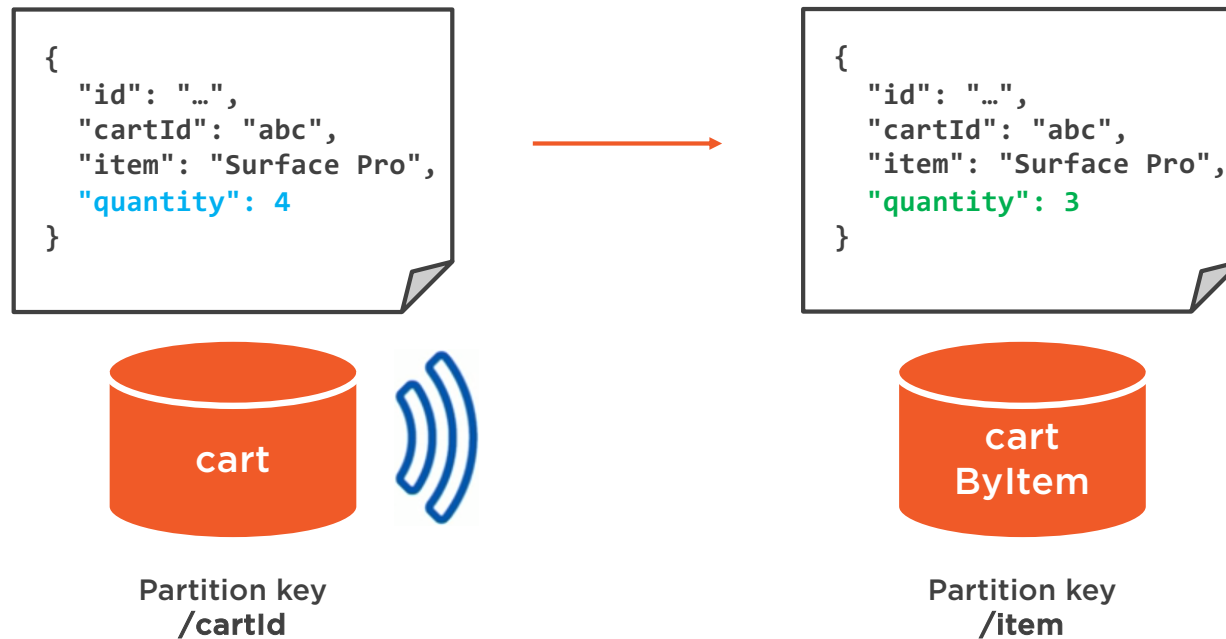 {
"id": "…",
"cartId": "abc",
"item": "Surface Pro",
"quantity": 4
}
{
"id": "…",
"cartId": "abc",
"item": "Surface Pro",
"quantity": 3
}
cart
cart
ByItem
Partition key
/cartId
Partition key
/item